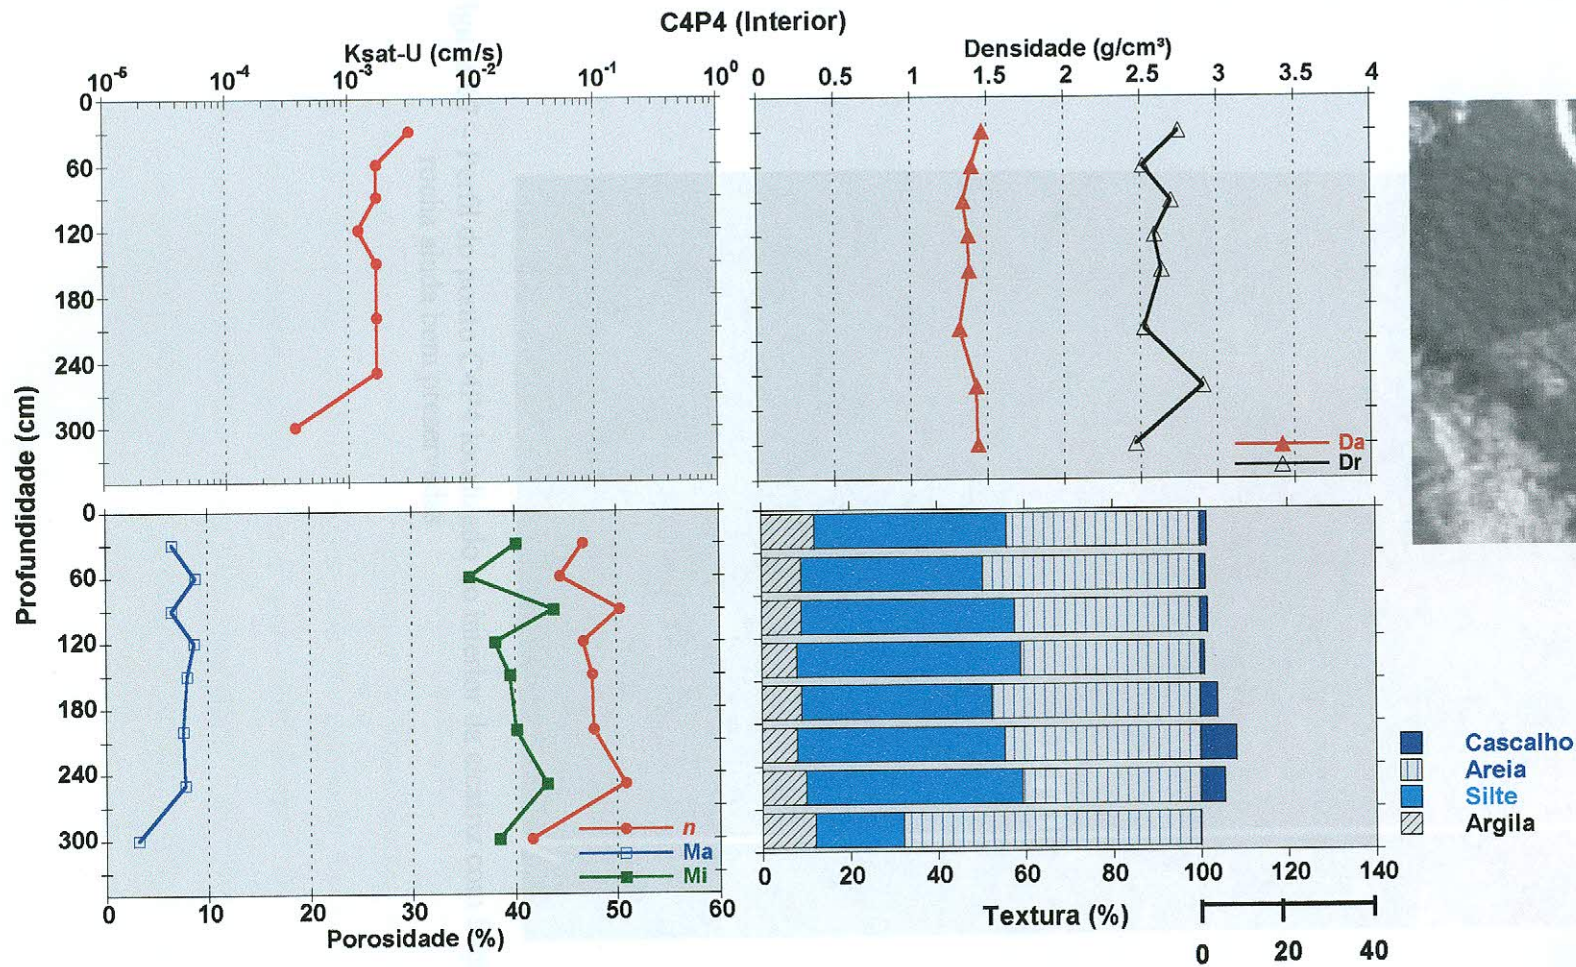 C4P4 (Interior)
Ksat-U (cm/s)
10⁻⁶ 10⁻⁴ 10⁻³ 10⁻² 10⁻¹ 10⁰
Densidade (g/cm³)
0 0.5 1 1.5 2 2.5 3 3.5 4
Profundidade (cm)
0
60
120
180
240
300
Da
Dr
0
60
120
180
240
300
n
Ma
Mi
0 10 20 30 40 50 60
Porosidade (%)
Cascalho
Areia
Silte
Argila
0 20 40 60 80 100 120 140
Textura (%)
0 20 40